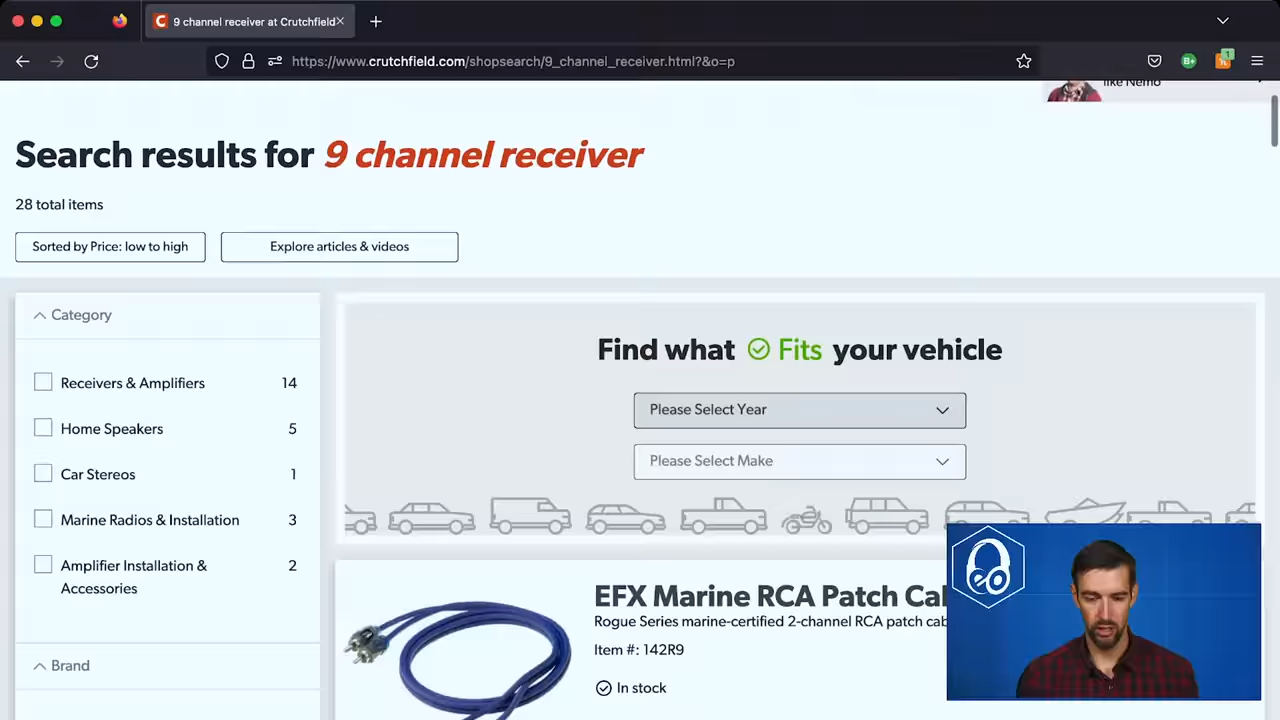 9 channel receiver at Crutchfield
https://www.crutchfield.com/shopsearch/9_channel_receiver.html?&o=p
B+
1
like Nemo
Search results for 9 channel receiver
28 total items
Sorted by Price: low to high
Explore articles & videos
Category
Receivers & Amplifiers 14
Home Speakers 5
Car Stereos 1
Marine Radios & Installation 3
Amplifier Installation & 2
Accessories
Brand
Find what Fits your vehicle
Please Select Year
Please Select Make
EFX Marine RCA Patch Cal
Rogue Series marine-certified 2-channel RCA patch cab
Item #: 142R9
In stock